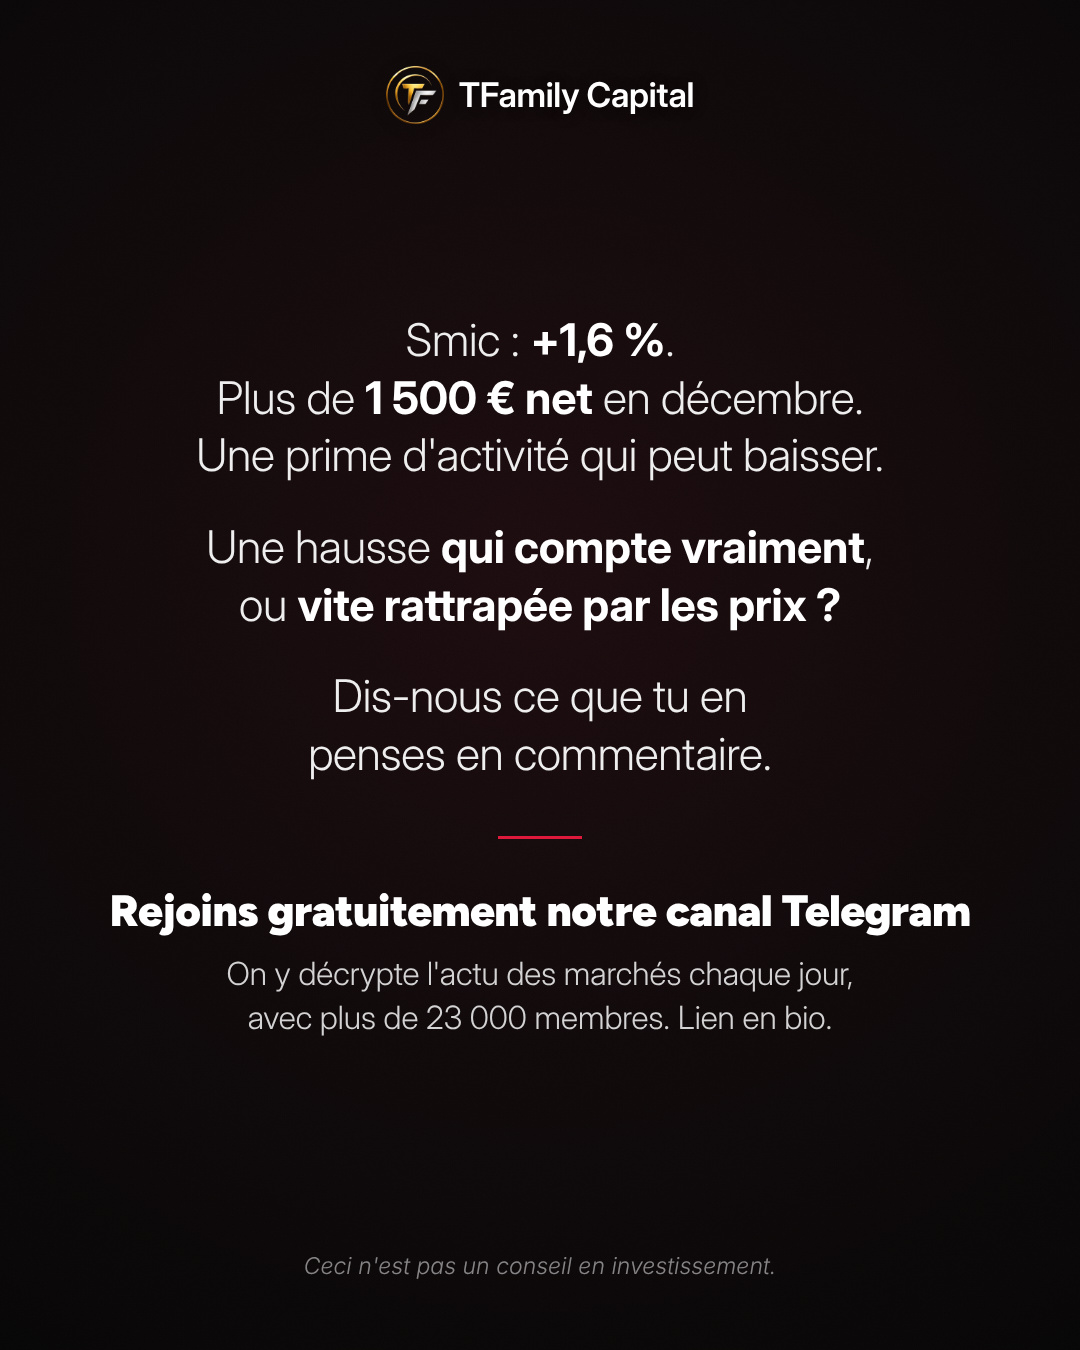 TF TFamily Capital
Smic : +1,6 %.
Plus de 1 500 € net en décembre.
Une prime d'activité qui peut baisser.
Une hausse qui compte vraiment,
ou vite rattrapée par les prix ?
Dis-nous ce que tu en
penses en commentaire.
Rejoins gratuitement notre canal Telegram
On y décrypte l'actu des marchés chaque jour,
avec plus de 23 000 membres. Lien en bio.
Ceci n'est pas un conseil en investissement.